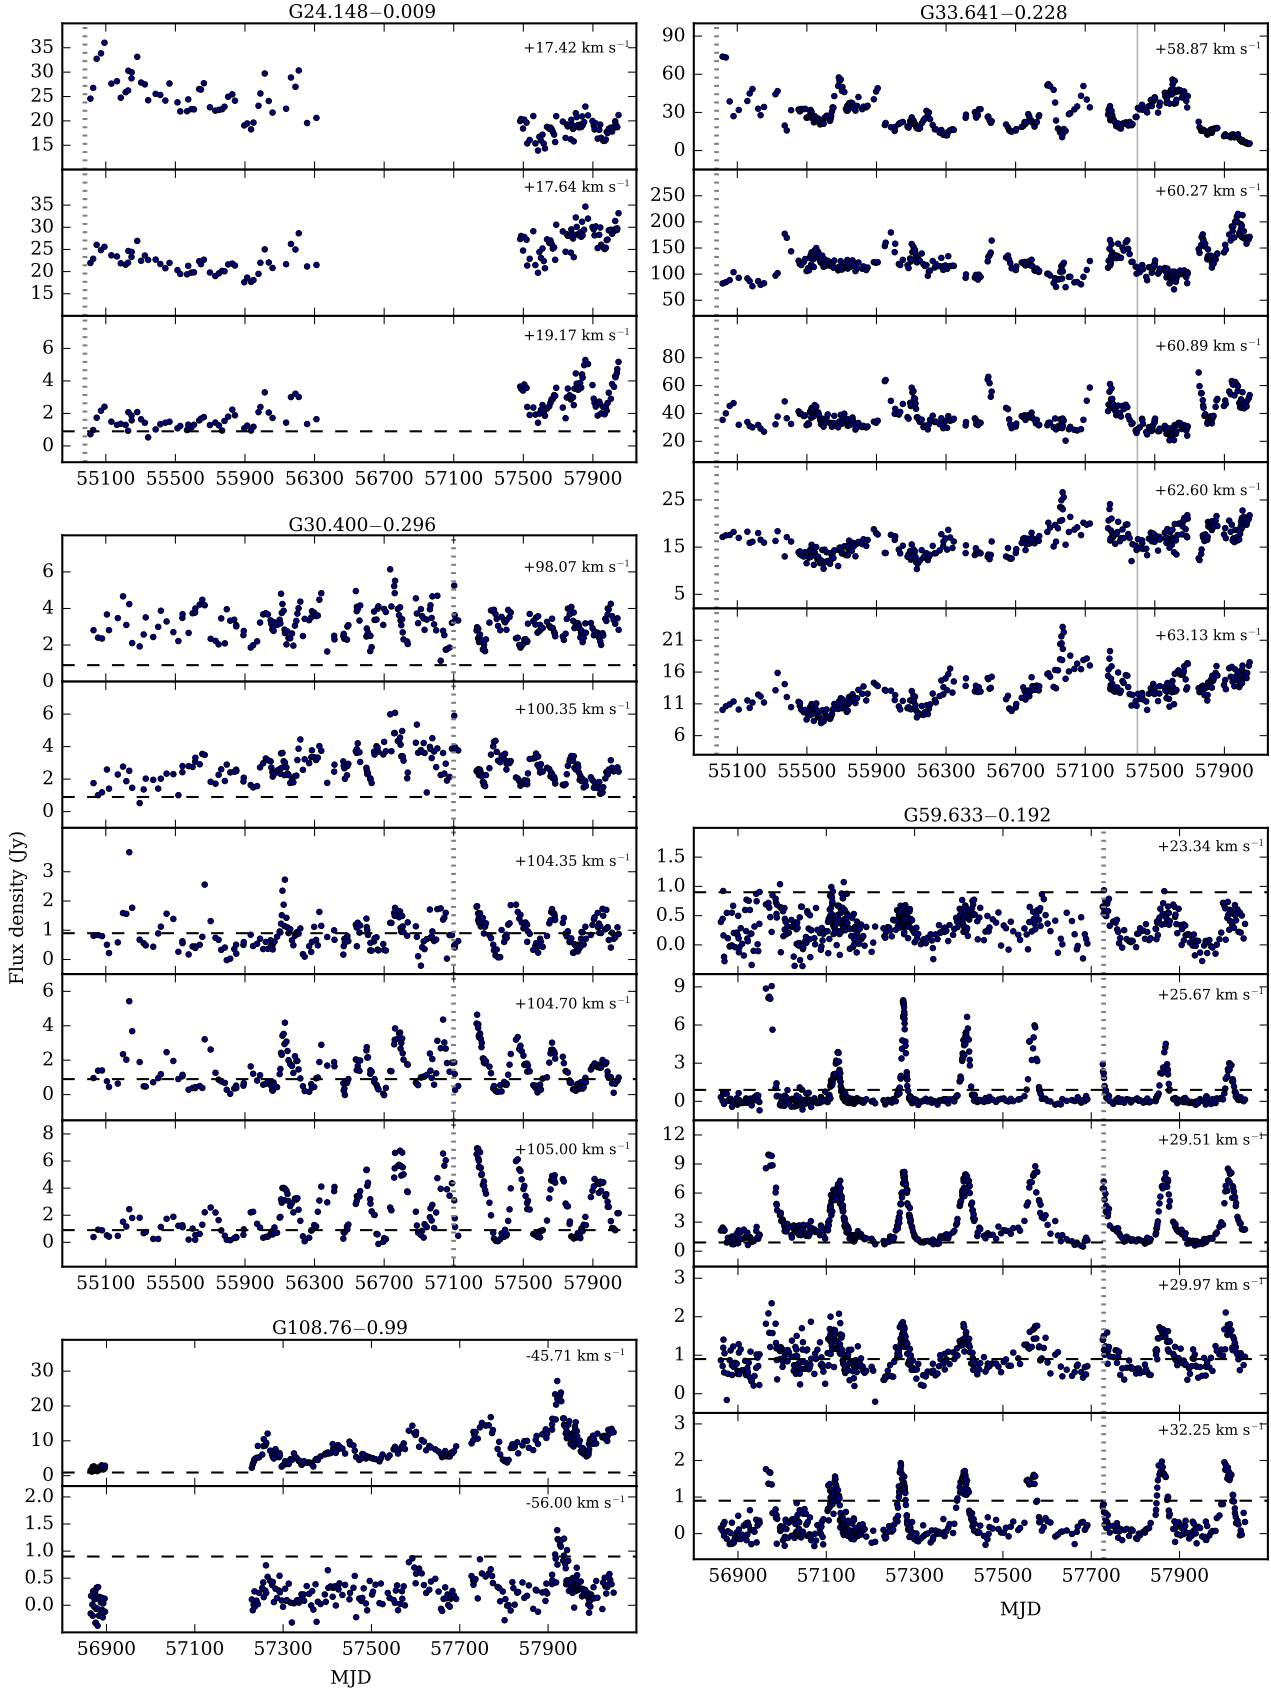 G24.148−0.009
+17.42 km s⁻¹
35
30
25
20
15
+17.64 km s⁻¹
35
30
25
20
15
+19.17 km s⁻¹
6
4
2
0
55100 55500 55900 56300 56700 57100 57500 57900
G30.400−0.296
+98.07 km s⁻¹
6
4
2
0
+100.35 km s⁻¹
6
4
2
0
+104.35 km s⁻¹
3
2
1
0
+104.70 km s⁻¹
6
4
2
0
+105.00 km s⁻¹
8
6
4
2
0
55100 55500 55900 56300 56700 57100 57500 57900
Flux density (Jy)
G108.76−0.99
-45.71 km s⁻¹
30
20
10
0
-56.00 km s⁻¹
2.0
1.5
1.0
0.5
0.0
56900 57100 57300 57500 57700 57900
MJD
G33.641−0.228
+58.87 km s⁻¹
90
60
30
0
+60.27 km s⁻¹
250
200
150
100
50
+60.89 km s⁻¹
80
60
40
20
+62.60 km s⁻¹
25
15
5
+63.13 km s⁻¹
21
16
11
6
55100 55500 55900 56300 56700 57100 57500 57900
G59.633−0.192
+23.34 km s⁻¹
1.5
1.0
0.5
0.0
+25.67 km s⁻¹
9
6
3
0
+29.51 km s⁻¹
12
9
6
3
0
+29.97 km s⁻¹
3
2
1
0
+32.25 km s⁻¹
3
2
1
0
56900 57100 57300 57500 57700 57900
MJD